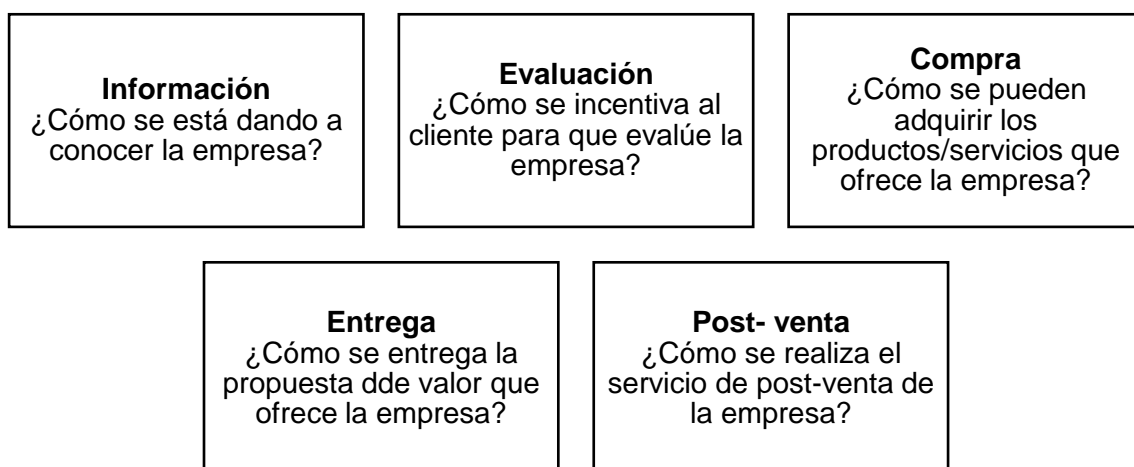 Información
¿Cómo se está dando a
conocer la empresa?
Evaluación
¿Cómo se incentiva al
cliente para que evalúe la
empresa?
Compra
¿Cómo se pueden
adquirir los
productos/servicios que
ofrece la empresa?
Entrega
¿Cómo se entrega la
propuesta dde valor que
ofrece la empresa?
Post- venta
¿Cómo se realiza el
servicio de post-venta de
la empresa?